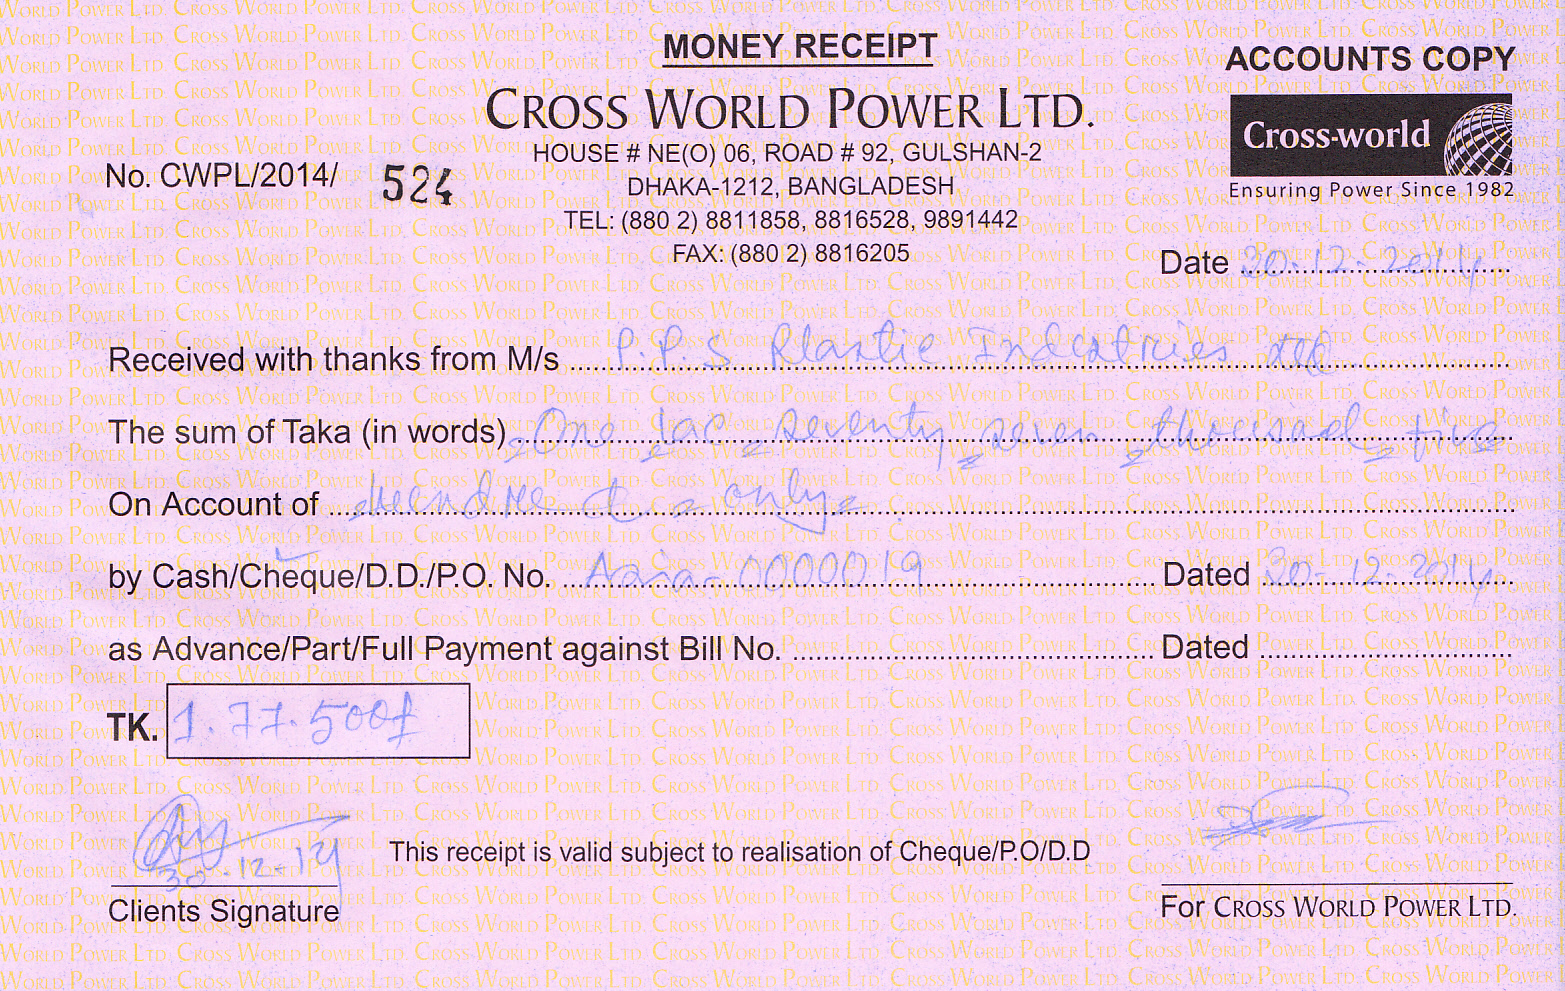 MONEY RECEIPT
ACCOUNTS COPY
CROSS WORLD POWER LTD.
Cross-world
Ensuring Power Since 1982
HOUSE # NE(O) 06, ROAD # 92, GULSHAN-2
DHAKA-1212, BANGLADESH
TEL: (880 2) 8811858, 8816528, 9891442
FAX: (880 2) 8816205
No. CWPL/2014/ 524
Date 30-12-2014
Received with thanks from M/s P.P.S Plastic Industries Ltd
The sum of Taka (in words) One lac seventy seven thousad five
On Account of hundred only
by Cash/Cheque/D.D./P.O. No. 0000019 Dated 30-12-2014
as Advance/Part/Full Payment against Bill No. Dated
TK. 1.77.500/
30-12-14
This receipt is valid subject to realisation of Cheque/P.O/D.D
Clients Signature
For CROSS WORLD POWER LTD.